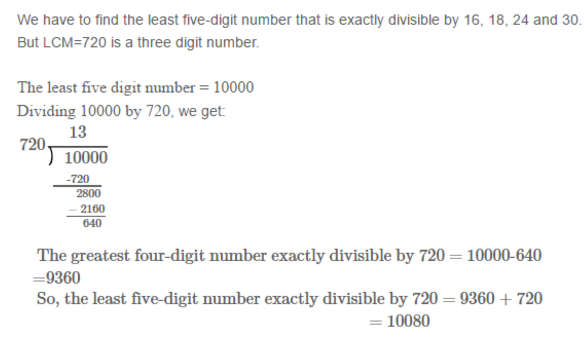 We have to find the least five-digit number that is exactly divisible by 16, 18, 24 and 30.
But LCM=720 is a three digit number.
The least five digit number = 10000
Dividing 10000 by 720, we get:
13
720) 10000
-720
2800
− 2160
640
The greatest four-digit number exactly divisible by 720 = 10000-640
=9360
So, the least five-digit number exactly divisible by 720 = 9360 + 720
= 10080